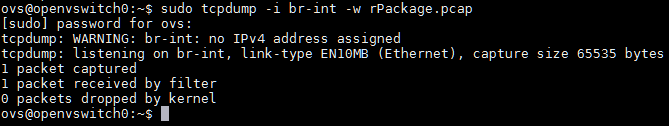 ovs@openvswitch0:~$ sudo tcpdump -i br-int -w rPackage.pcap
[sudo] password for ovs:
tcpdump: WARNING: br-int: no IPv4 address assigned
tcpdump: listening on br-int, link-type EN10MB (Ethernet), capture size 65535 bytes
1 packet captured
1 packet received by filter
0 packets dropped by kernel
ovs@openvswitch0:~$